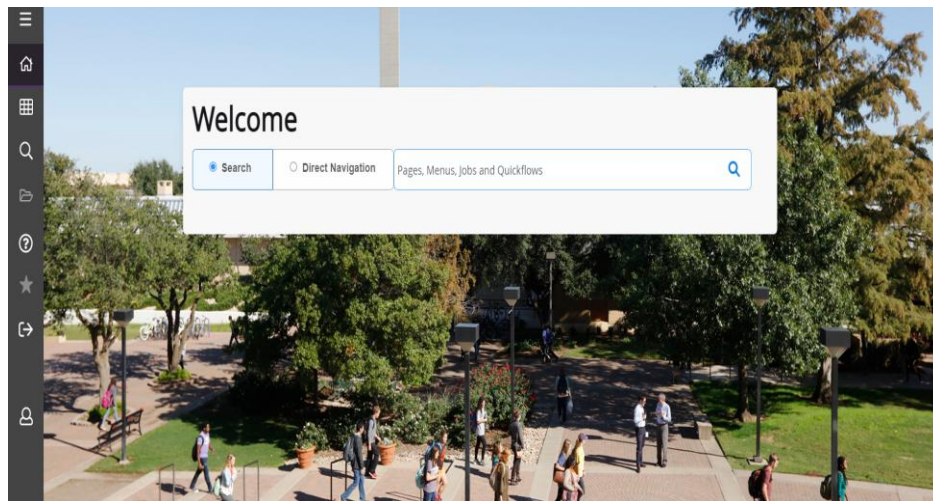 Welcome
Search
Direct Navigation
Pages, Menus, Jobs and Quickflows